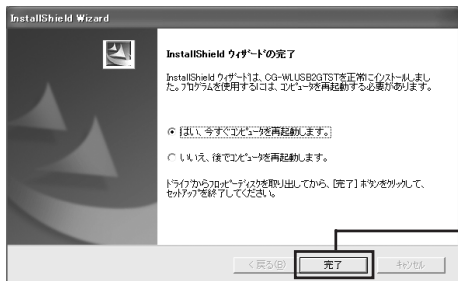 InstallShield Wizard
InstallShield ウィザードの完了
InstallShield ウィザードは、CG-WLUSB2GTSTを正常にインストールしまし
た。プログラムを使用するには、コンピュータを再起動する必要があります。
はい、今すぐコンピュータを再起動します。
いいえ、後でコンピュータを再起動します。
ドライブからフロッピーディスクを取り出してから、[完了] ボタンをクリックして、
セットアップを終了してください。
< 戻る(B)
完了
キャンセル